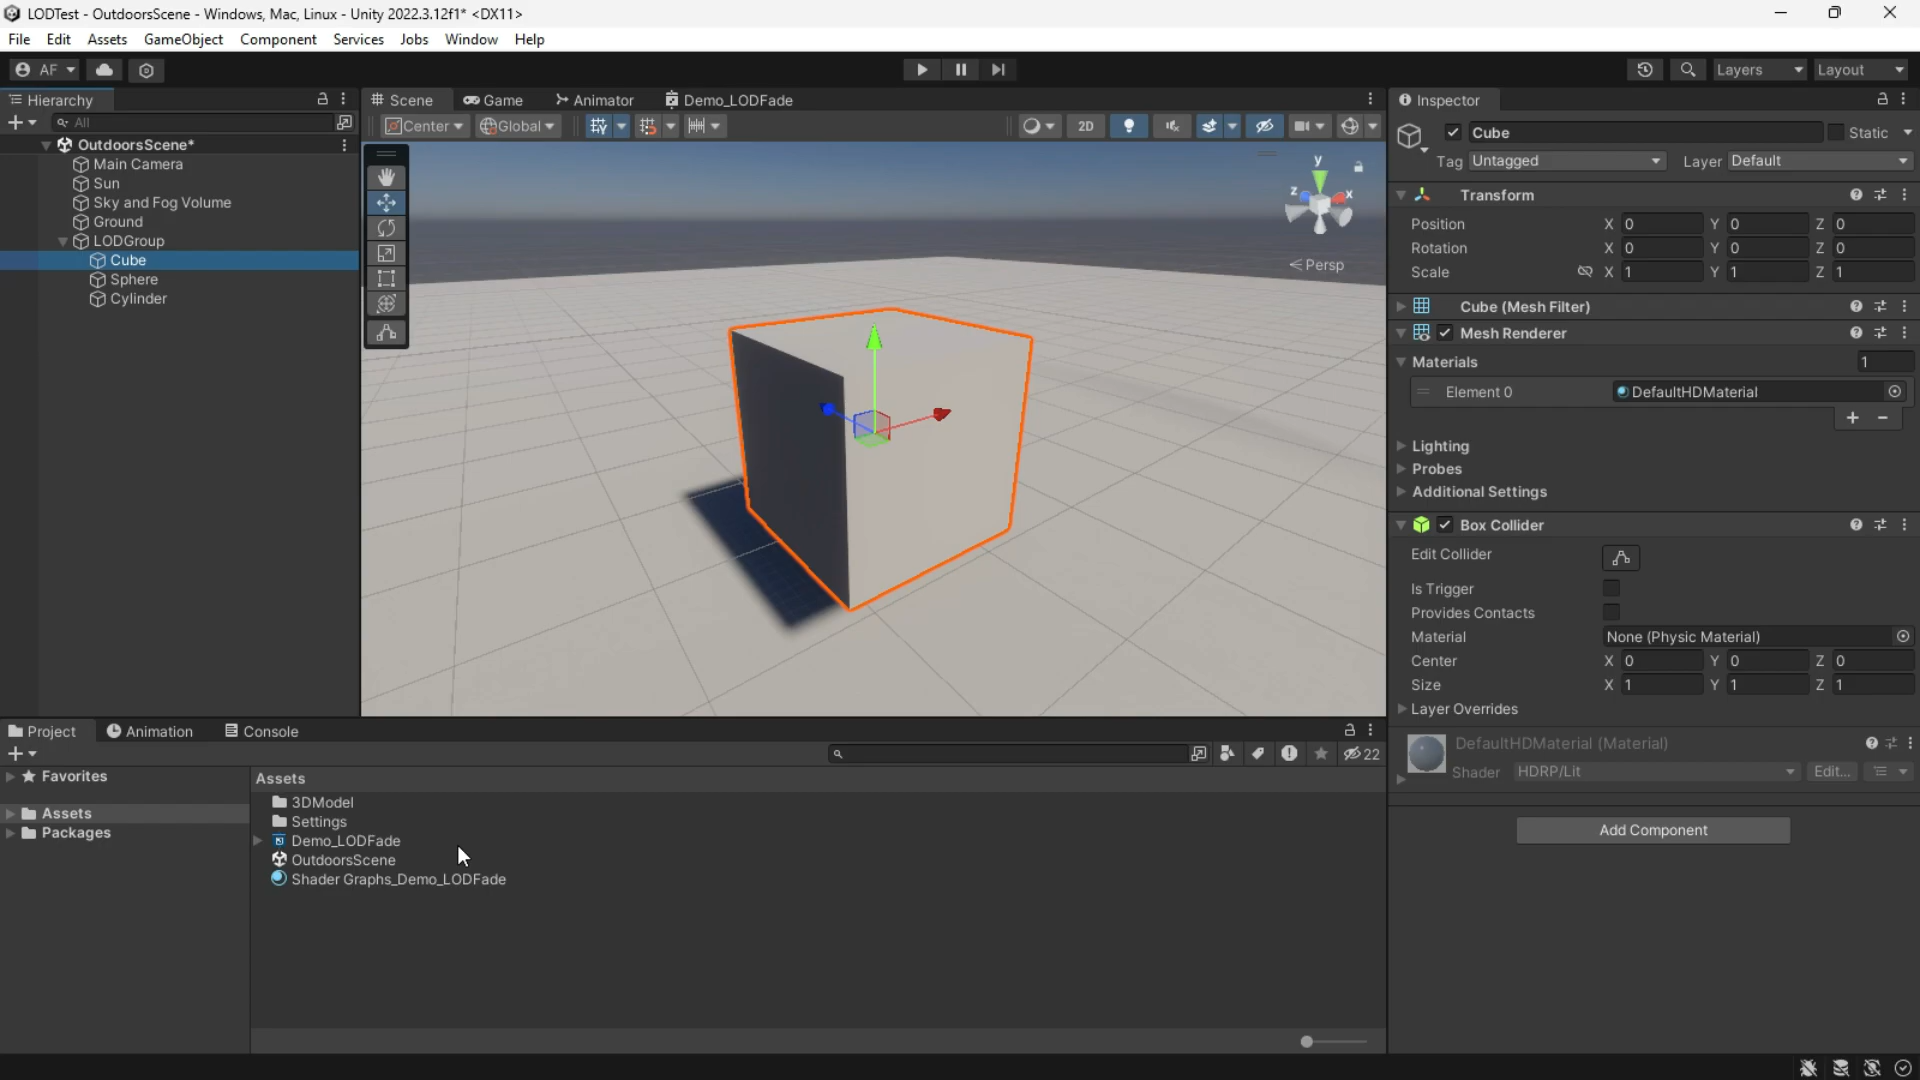 LODTest - OutdoorsScene - Windows, Mac, Linux - Unity 2022.3.12f1* <DX11>
File Edit Assets GameObject Component Services Jobs Window Help
AF Layers Layout
Hierarchy Scene Game Animator Demo_LODFade Inspector
All Center Global 2D Cube Static
OutdoorsScene*
Tag Untagged Layer Default
Main Camera
Sun
Sky and Fog Volume
Ground
LODGroup
Cube
Sphere
Cylinder
y
z x
Persp
Transform
Position X 0 Y 0 Z 0
Rotation X 0 Y 0 Z 0
Scale X 1 Y 1 Z 1
Cube (Mesh Filter)
Mesh Renderer
Materials 1
Element 0 DefaultHDMaterial
Lighting
Probes
Additional Settings
Box Collider
Edit Collider
Is Trigger
Provides Contacts
Material None (Physic Material)
Center X 0 Y 0 Z 0
Size X 1 Y 1 Z 1
Layer Overrides
DefaultHDMaterial (Material)
Shader HDRP/Lit Edit...
Add Component
Project Animation Console
22
Favorites
Assets
Packages
Assets
3DModel
Settings
Demo_LODFade
OutdoorsScene
Shader Graphs_Demo_LODFade